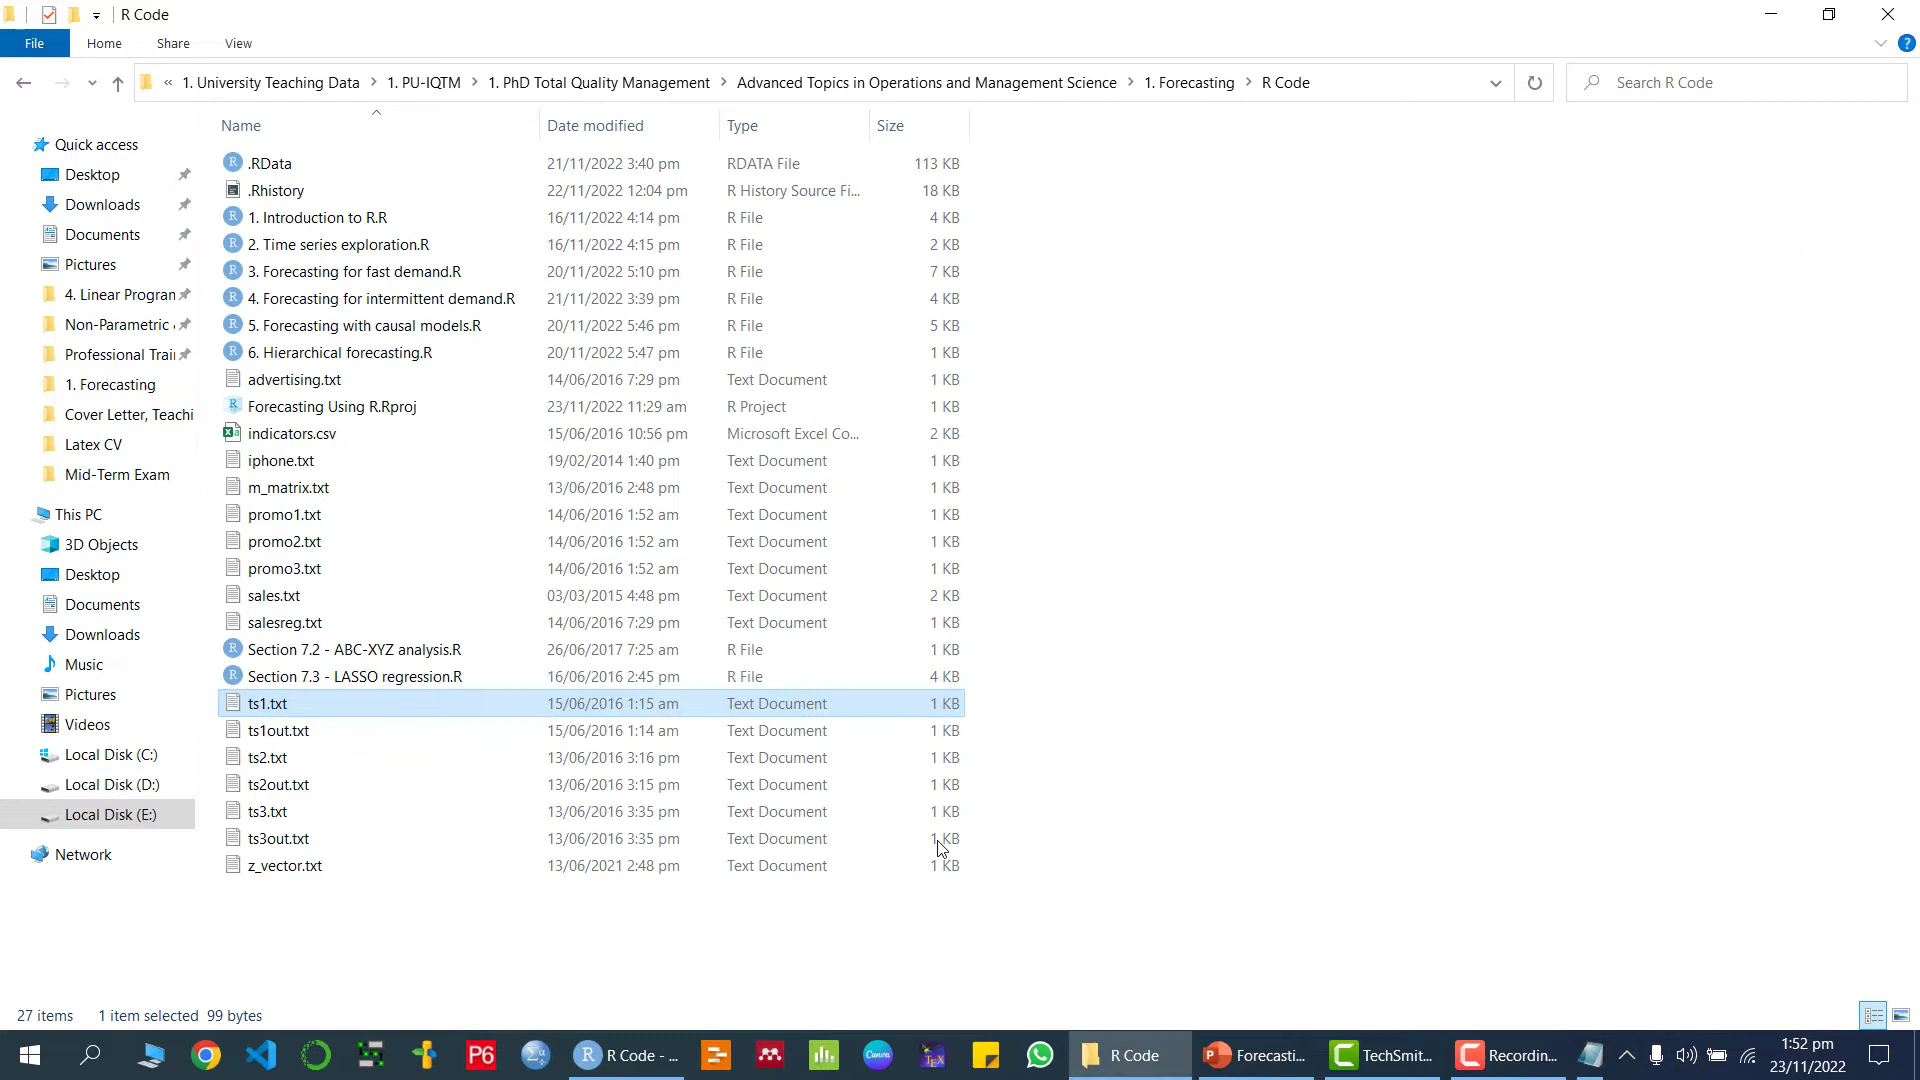 R Code
File Home Share View
« 1. University Teaching Data > 1. PU-IQTM > 1. PhD Total Quality Management > Advanced Topics in Operations and Management Science > 1. Forecasting > R Code
Search R Code
Name Date modified Type Size
.RData 21/11/2022 3:40 pm RDATA File 113 KB
.Rhistory 22/11/2022 12:04 pm R History Source Fi... 18 KB
1. Introduction to R.R 16/11/2022 4:14 pm R File 4 KB
2. Time series exploration.R 16/11/2022 4:15 pm R File 2 KB
3. Forecasting for fast demand.R 20/11/2022 5:10 pm R File 7 KB
4. Forecasting for intermittent demand.R 21/11/2022 3:39 pm R File 4 KB
5. Forecasting with causal models.R 20/11/2022 5:46 pm R File 5 KB
6. Hierarchical forecasting.R 20/11/2022 5:47 pm R File 1 KB
advertising.txt 14/06/2016 7:29 pm Text Document 1 KB
Forecasting Using R.Rproj 23/11/2022 11:29 am R Project 1 KB
indicators.csv 15/06/2016 10:56 pm Microsoft Excel Co... 2 KB
iphone.txt 19/02/2014 1:40 pm Text Document 1 KB
m_matrix.txt 13/06/2016 2:48 pm Text Document 1 KB
promo1.txt 14/06/2016 1:52 am Text Document 1 KB
promo2.txt 14/06/2016 1:52 am Text Document 1 KB
promo3.txt 14/06/2016 1:52 am Text Document 1 KB
sales.txt 03/03/2015 4:48 pm Text Document 2 KB
salesreg.txt 14/06/2016 7:29 pm Text Document 1 KB
Section 7.2 - ABC-XYZ analysis.R 26/06/2017 7:25 am R File 1 KB
Section 7.3 - LASSO regression.R 16/06/2016 2:45 pm R File 4 KB
ts1.txt 15/06/2016 1:15 am Text Document 1 KB
ts1out.txt 15/06/2016 1:14 am Text Document 1 KB
ts2.txt 13/06/2016 3:16 pm Text Document 1 KB
ts2out.txt 13/06/2016 3:15 pm Text Document 1 KB
ts3.txt 13/06/2016 3:35 pm Text Document 1 KB
ts3out.txt 13/06/2016 3:35 pm Text Document 1 KB
z_vector.txt 13/06/2021 2:48 pm Text Document 1 KB
Quick access
Desktop
Downloads
Documents
Pictures
4. Linear Progran
Non-Parametric
Professional Trai
1. Forecasting
Cover Letter, Teachi
Latex CV
Mid-Term Exam
This PC
3D Objects
Desktop
Documents
Downloads
Music
Pictures
Videos
Local Disk (C:)
Local Disk (D:)
Local Disk (E:)
Network
27 items 1 item selected 99 bytes
P6 R Code - ... Canva TEX R Code Forecasti... TechSmit... Recordin...
1:52 pm
23/11/2022